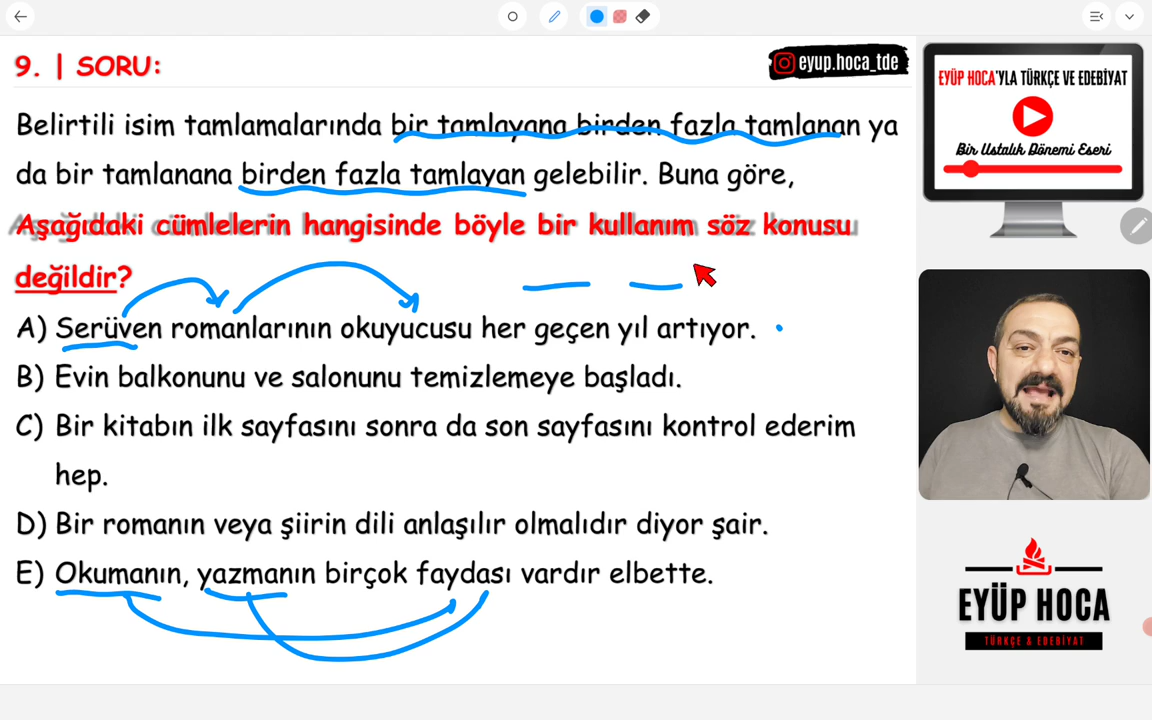 9. | SORU:
eyup.hoca_tde
Belirtili isim tamlamalarında bir tamlayana birden fazla tamlanan ya
da bir tamlanana birden fazla tamlayan gelebilir. Buna göre,
Aşağıdaki cümlelerin hangisinde böyle bir kullanım söz konusu
değildir?
A) Serüven romanlarının okuyucusu her geçen yıl artıyor.
B) Evin balkonunu ve salonunu temizlemeye başladı.
C) Bir kitabın ilk sayfasını sonra da son sayfasını kontrol ederim
hep.
D) Bir romanın veya şiirin dili anlaşılır olmalıdır diyor şair.
E) Okumanın, yazmanın birçok faydası vardır elbette.
EYÜP HOCA'YLA TÜRKÇE VE EDEBİYAT
Bir Ustalık Dönemi Eseri
EYÜP HOCA
TÜRKÇE & EDEBİYAT